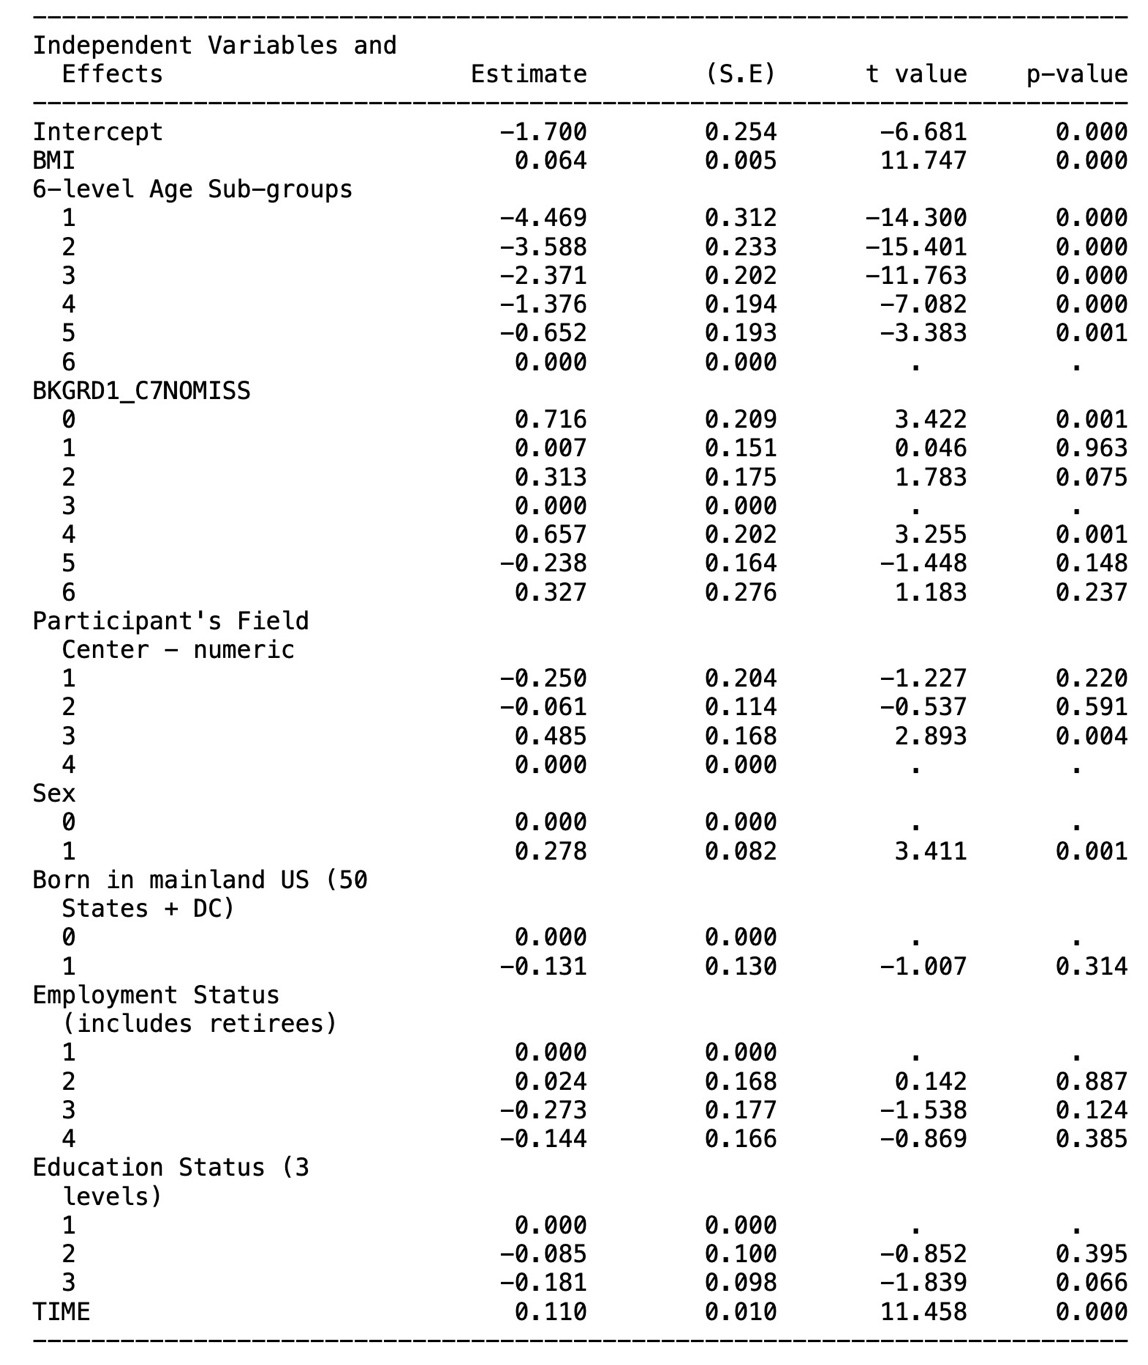 Independent Variables and
Effects Estimate (S.E) t value p-value
Intercept -1.700 0.254 -6.681 0.000
BMI 0.064 0.005 11.747 0.000
6-level Age Sub-groups
1 -4.469 0.312 -14.300 0.000
2 -3.588 0.233 -15.401 0.000
3 -2.371 0.202 -11.763 0.000
4 -1.376 0.194 -7.082 0.000
5 -0.652 0.193 -3.383 0.001
6 0.000 0.000 . .
BKGRD1_C7NOMISS
0 0.716 0.209 3.422 0.001
1 0.007 0.151 0.046 0.963
2 0.313 0.175 1.783 0.075
3 0.000 0.000 . .
4 0.657 0.202 3.255 0.001
5 -0.238 0.164 -1.448 0.148
6 0.327 0.276 1.183 0.237
Participant's Field
Center - numeric
1 -0.250 0.204 -1.227 0.220
2 -0.061 0.114 -0.537 0.591
3 0.485 0.168 2.893 0.004
4 0.000 0.000 . .
Sex
0 0.000 0.000 . .
1 0.278 0.082 3.411 0.001
Born in mainland US (50
States + DC)
0 0.000 0.000 . .
1 -0.131 0.130 -1.007 0.314
Employment Status
(includes retirees)
1 0.000 0.000 . .
2 0.024 0.168 0.142 0.887
3 -0.273 0.177 -1.538 0.124
4 -0.144 0.166 -0.869 0.385
Education Status (3
levels)
1 0.000 0.000 . .
2 -0.085 0.100 -0.852 0.395
3 -0.181 0.098 -1.839 0.066
TIME 0.110 0.010 11.458 0.000